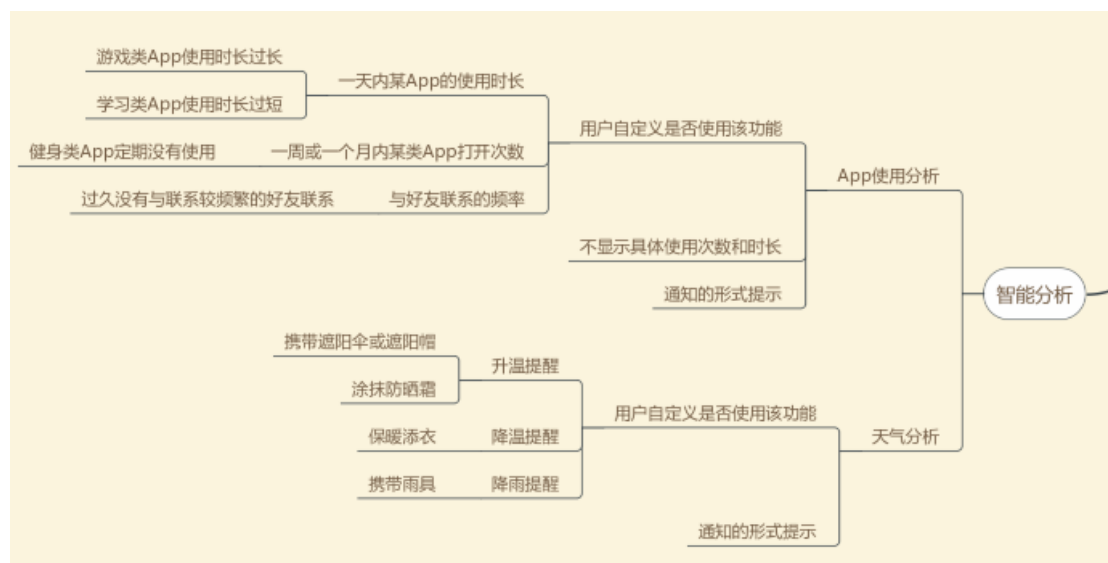 游戏类App使用时长过长
一天内某App的使用时长
学习类App使用时长过短
用户自定义是否使用该功能
健身类App定期没有使用
一周或一个月内某类App打开次数
App使用分析
过久没有与联系较频繁的好友联系
与好友联系的频率
不显示具体使用次数和时长
通知的形式提示
智能分析
携带遮阳伞或遮阳帽
升温提醒
涂抹防晒霜
用户自定义是否使用该功能
保暖添衣
降温提醒
天气分析
携带雨具
降雨提醒
通知的形式提示